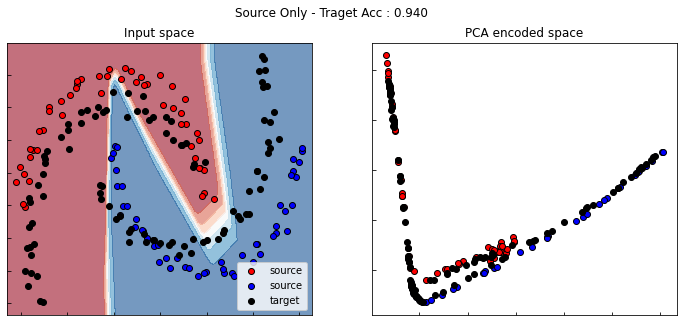 Source Only - Traget Acc : 0.940
Input space
PCA encoded space
source
source
target